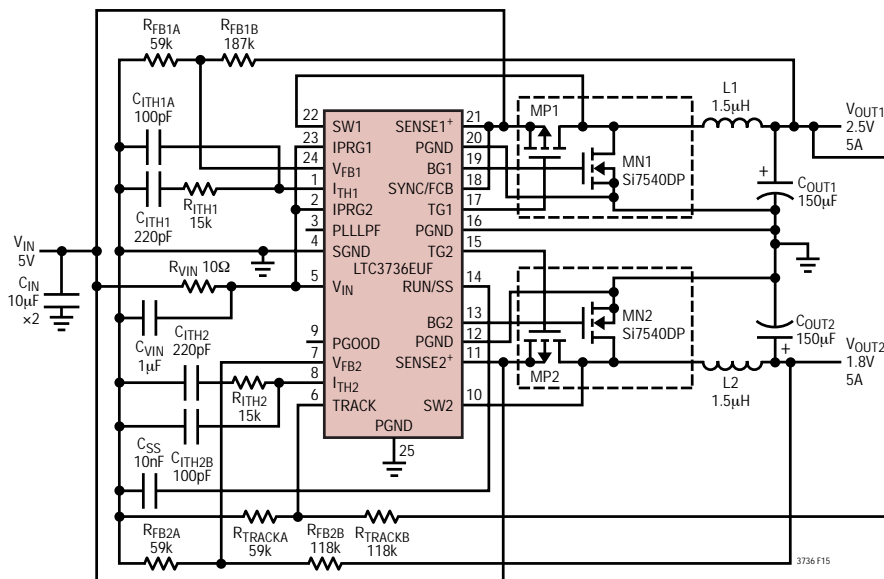 RFB1A
59k
RFB1B
187k
CITH1A
100pF
CITH1
220pF
RITH1
15k
VIN
5V
CIN
10µF
×2
RVIN 10Ω
CVIN
1µF
CITH2
220pF
RITH2
15k
CSS
10nF
CITH2B
100pF
RFB2A
59k
RTRACKA
59k
RFB2B
118k
RTRACKB
118k
22 SW1
23 IPRG1
24 VFB1
1 ITH1
2 IPRG2
3 PLLLPF
4 SGND
LTC3736EUF
5 VIN
9 PGOOD
7 VFB2
8 ITH2
6 TRACK
PGND
25
SENSE1+ 21
PGND 20
BG1 19
SYNC/FCB 18
TG1 17
PGND 16
TG2 15
RUN/SS 14
BG2 13
PGND 12
SENSE2+ 11
SW2 10
MP1
MN1
Si7540DP
MN2
Si7540DP
MP2
L1
1.5µH
VOUT1
2.5V
5A
+
COUT1
150µF
COUT2
150µF
+
VOUT2
1.8V
5A
L2
1.5µH
3736 F15